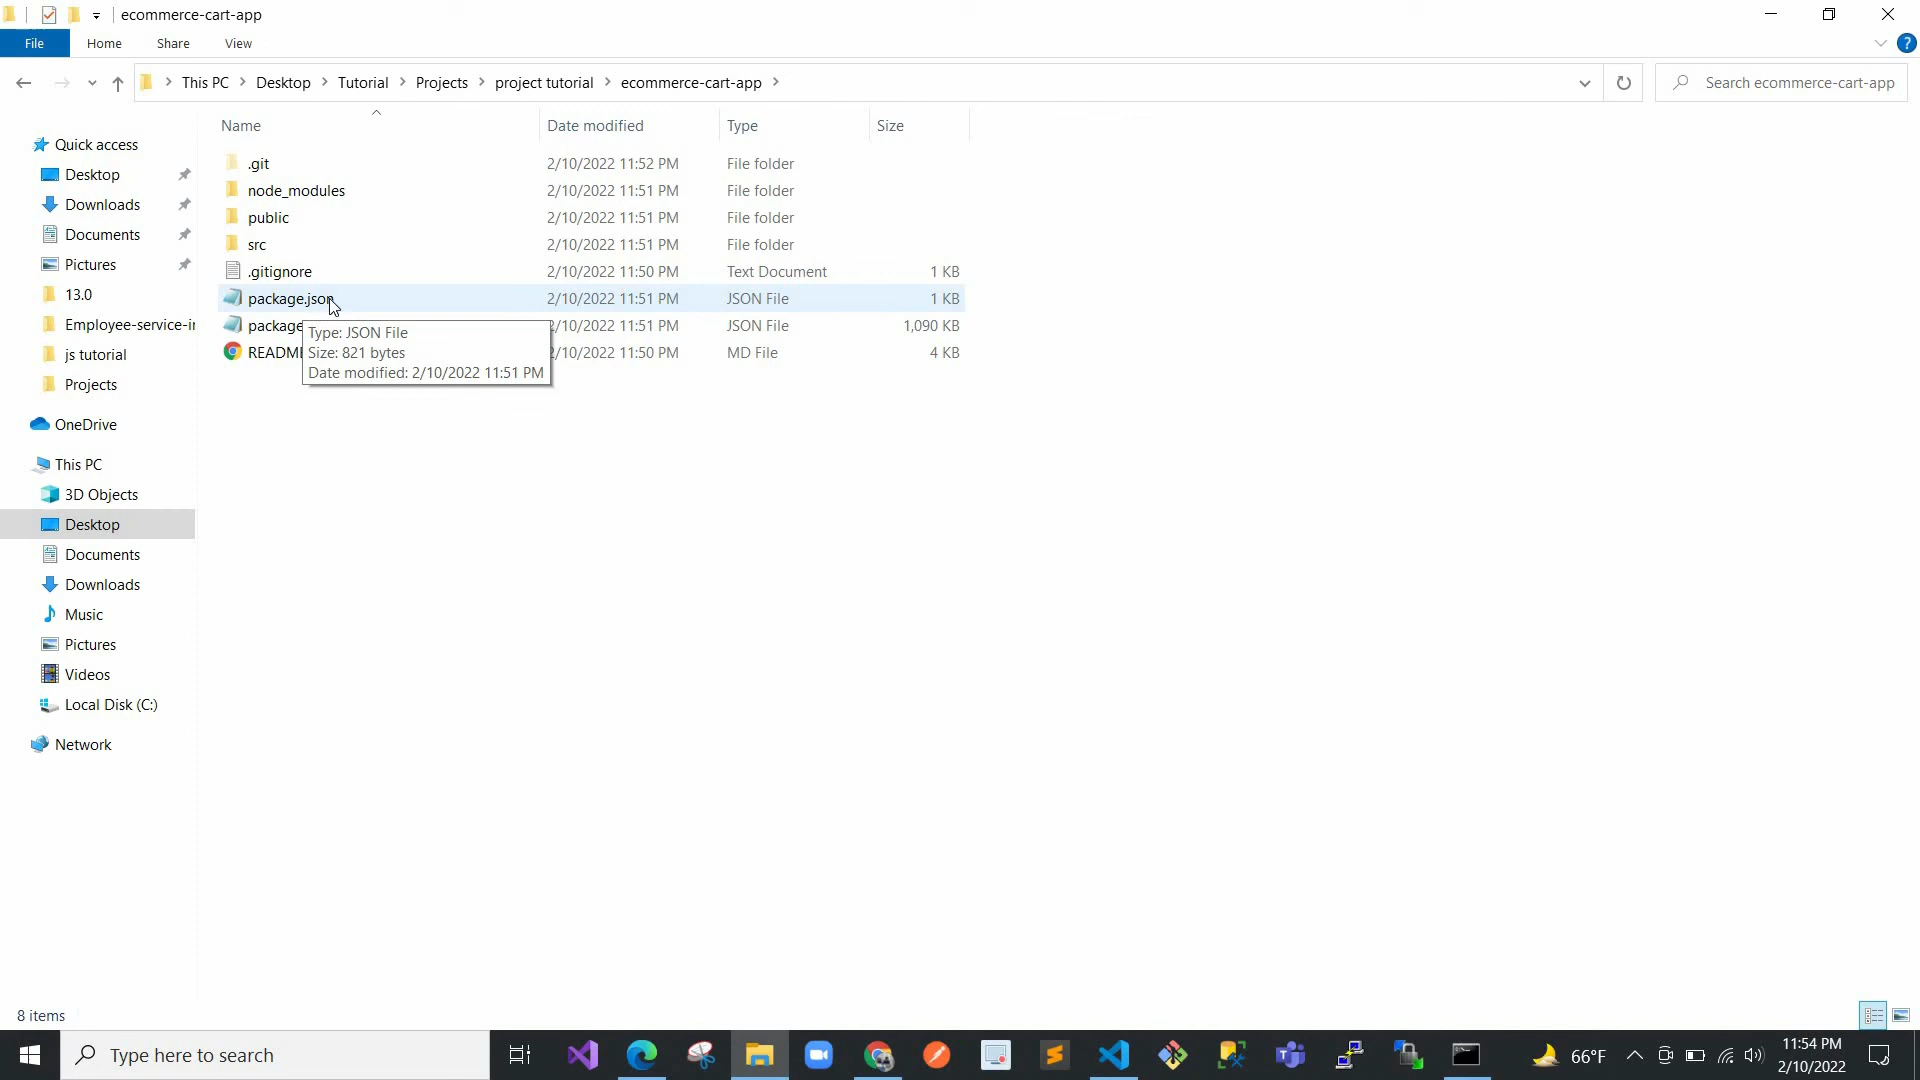 ecommerce-cart-app
File
Home
Share
View
?
This PC
Desktop
Tutorial
Projects
project tutorial
ecommerce-cart-app
Search ecommerce-cart-app
Name
Date modified
Type
Size
Quick access
Desktop
Downloads
Documents
Pictures
13.0
Employee-service-in
js tutorial
Projects
OneDrive
This PC
3D Objects
Desktop
Documents
Downloads
Music
Pictures
Videos
Local Disk (C:)
Network
.git 2/10/2022 11:52 PM File folder
node_modules 2/10/2022 11:51 PM File folder
public 2/10/2022 11:51 PM File folder
src 2/10/2022 11:51 PM File folder
.gitignore 2/10/2022 11:50 PM Text Document 1 KB
package.json 2/10/2022 11:51 PM JSON File 1 KB
package 2/10/2022 11:51 PM JSON File 1,090 KB
README 2/10/2022 11:50 PM MD File 4 KB
Type: JSON File
Size: 821 bytes
Date modified: 2/10/2022 11:51 PM
8 items
Type here to search
66°F
11:54 PM
2/10/2022